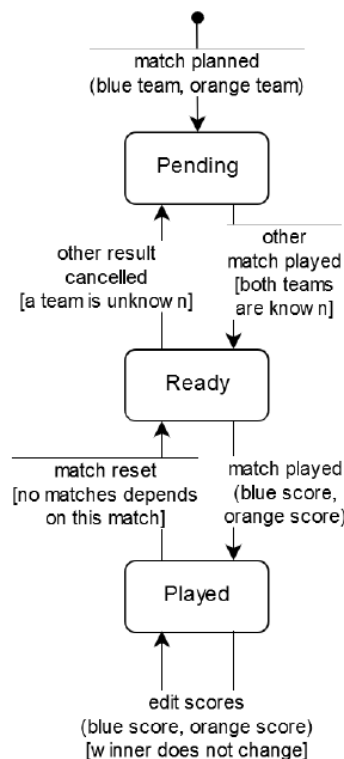 match planned
(blue team, orange team)
Pending
other result
cancelled
[a team is unknown]
other
match played
[both teams
are known]
Ready
match reset
[no matches depends
on this match]
match played
(blue score,
orange score)
Played
edit scores
(blue score, orange score)
[winner does not change]